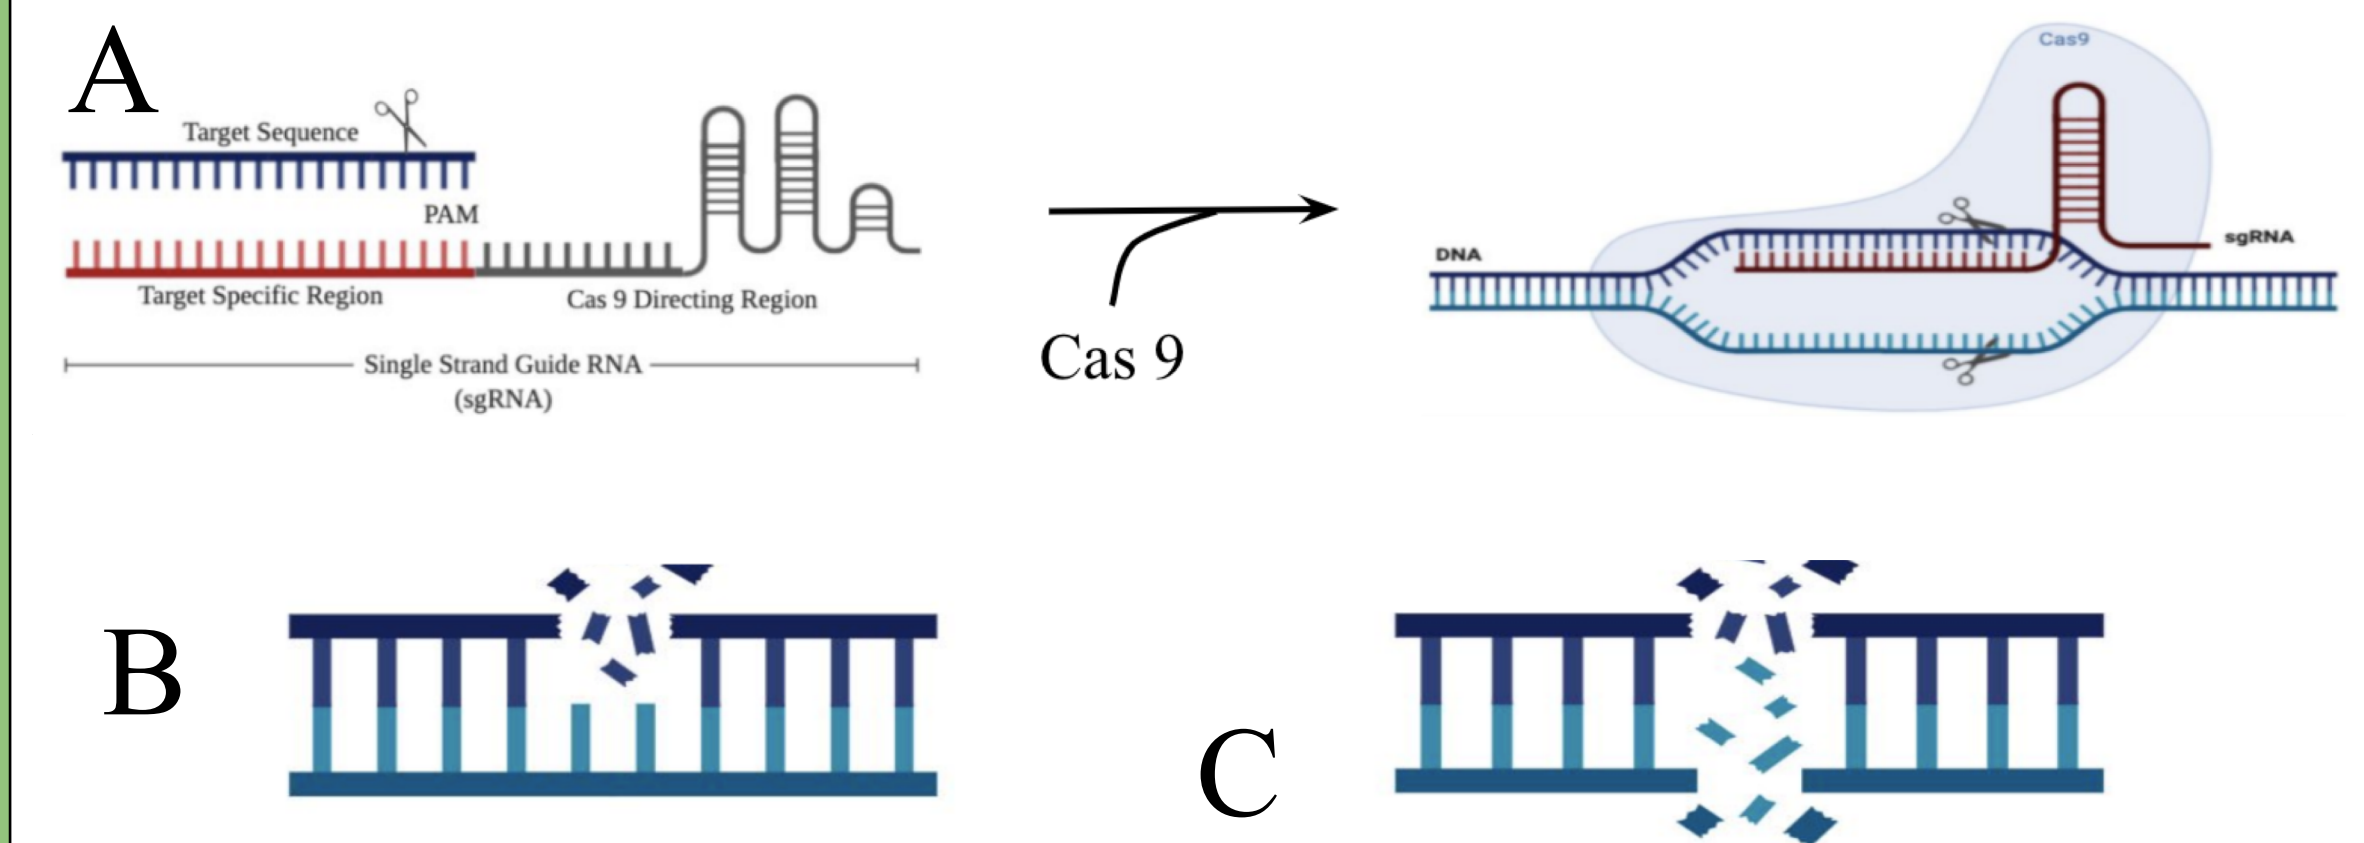 A
Target Sequence
PAM
Target Specific Region
Cas 9 Directing Region
Single Strand Guide RNA
(sgRNA)
Cas 9
Cas9
DNA
sgRNA
B
C